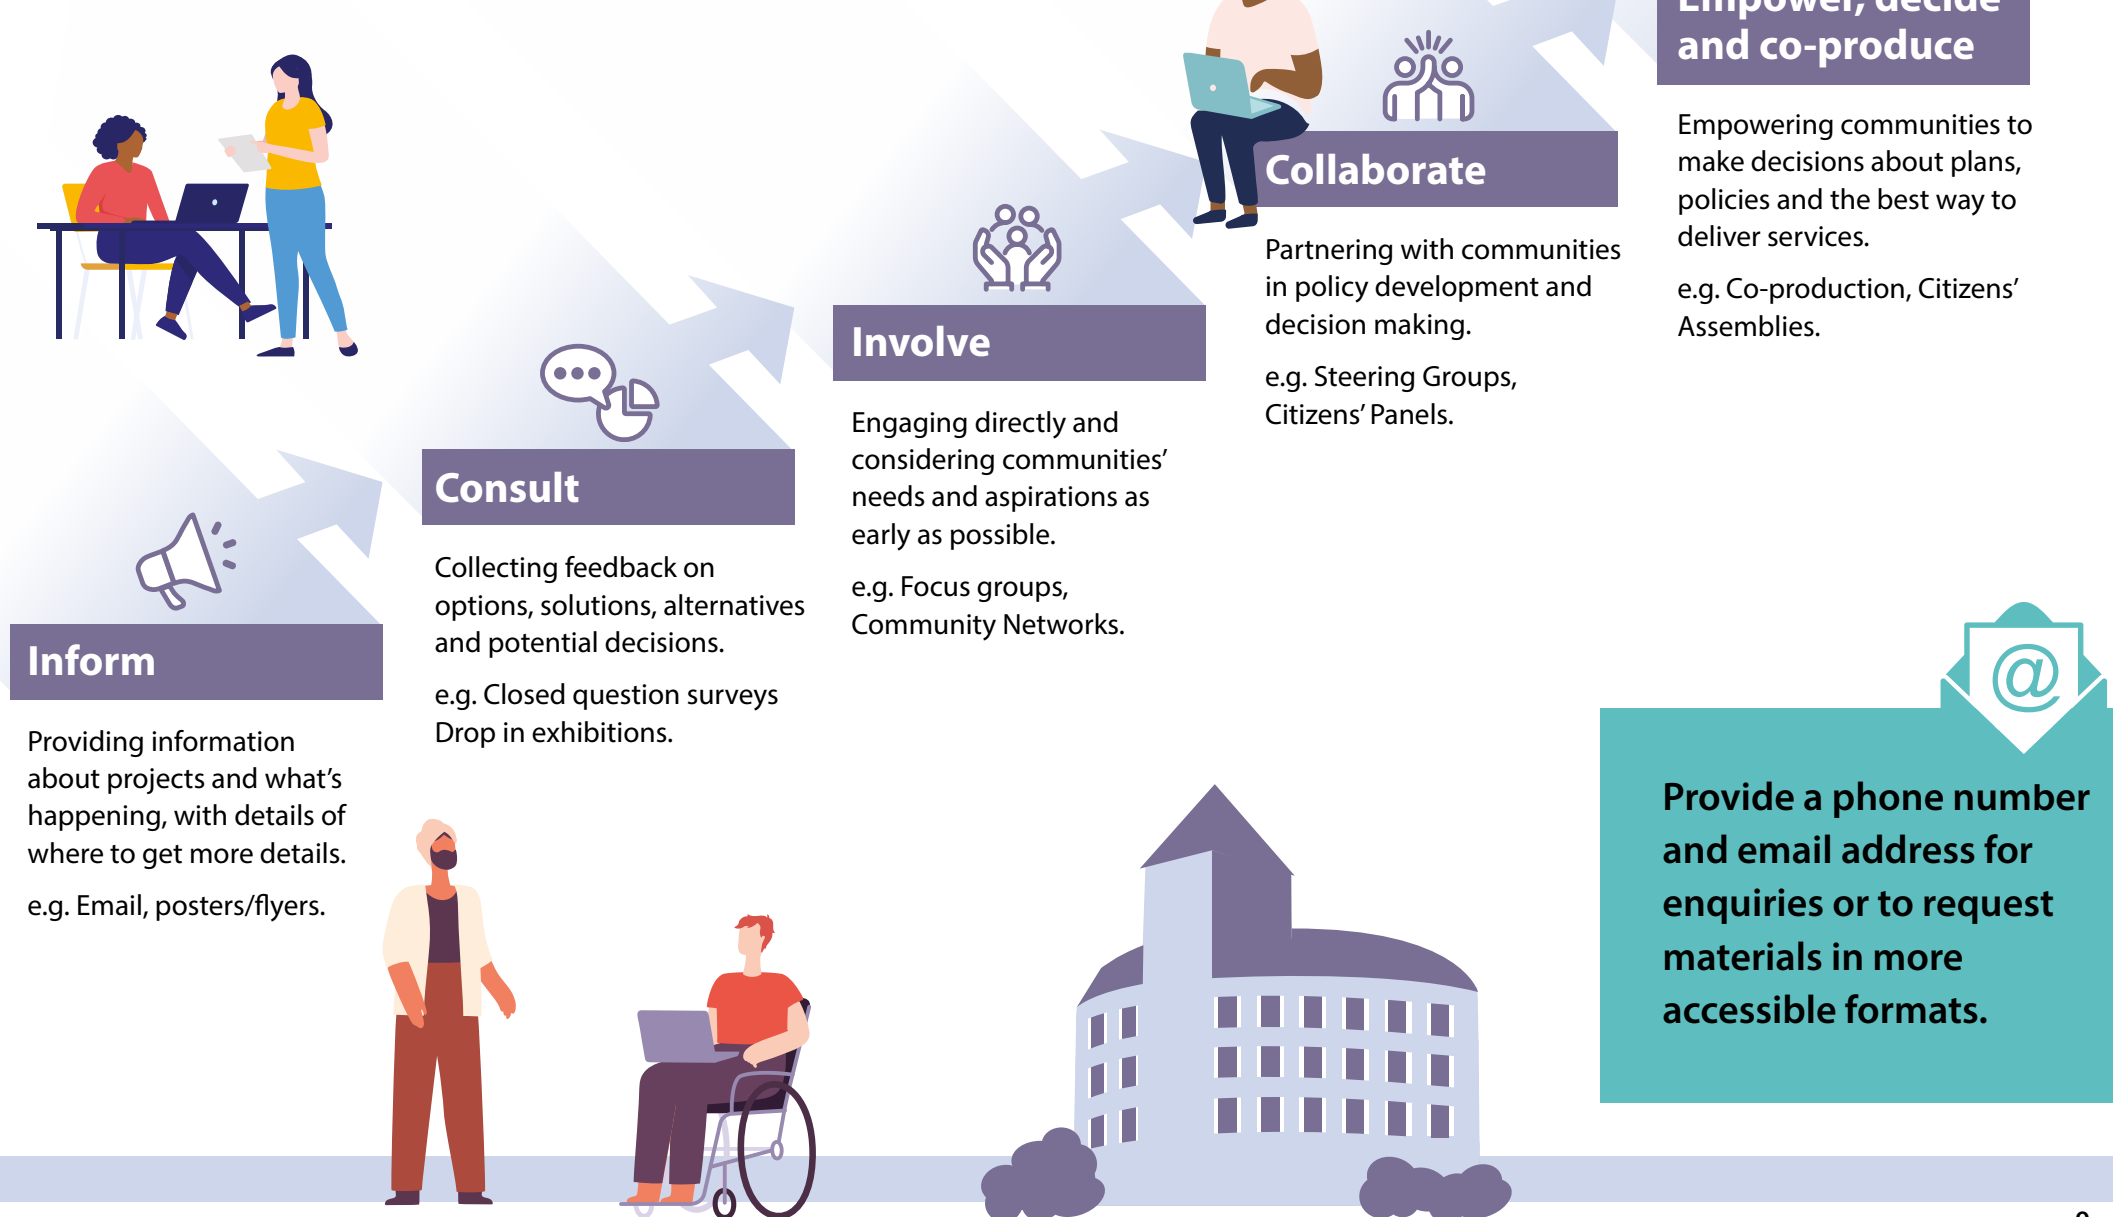 Inform
Providing information
about projects and what’s
happening, with details of
where to get more details.
e.g. Email, posters/flyers.
Consult
Collecting feedback on
options, solutions, alternatives
and potential decisions.
e.g. Closed question surveys
Drop in exhibitions.
Involve
Engaging directly and
considering communities’
needs and aspirations as
early as possible.
e.g. Focus groups,
Community Networks.
Collaborate
Partnering with communities
in policy development and
decision making.
e.g. Steering Groups,
Citizens’ Panels.
Empower, decide
and co-produce
Empowering communities to
make decisions about plans,
policies and the best way to
deliver services.
e.g. Co-production, Citizens’
Assemblies.
@
Provide a phone number
and email address for
enquiries or to request
materials in more
accessible formats.